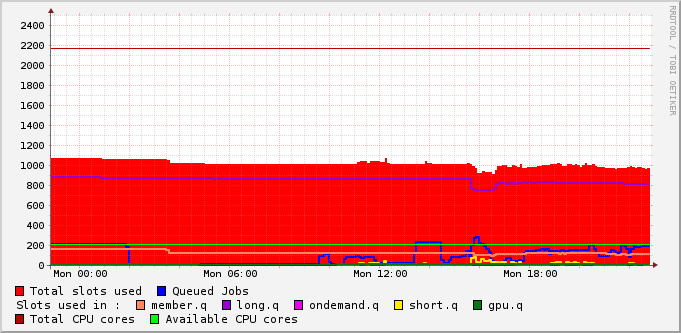 2400
2200
2000
1800
1600
1400
1200
1000
800
600
400
200
0
Mon 00:00 Mon 06:00 Mon 12:00 Mon 18:00
RRDTOOL / TOBI OETIKER
Total slots used Queued Jobs
Slots used in : member.q long.q ondemand.q short.q gpu.q
Total CPU cores Available CPU cores